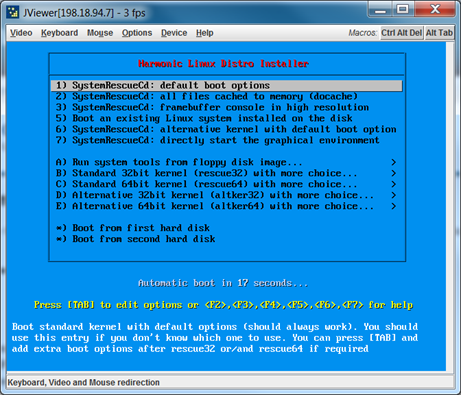 JViewer[198.18.94.7] - 3 fps
Video Keyboard Mouse Options Device Help Macros: Ctrl Alt Del Alt Tab
Harmonic Linux Distro Installer
1) SystemRescueCd: default boot options
2) SystemRescueCd: all files cached to memory (docache)
3) SystemRescueCd: framebuffer console in high resolution
5) Boot an existing Linux system installed on the disk
6) SystemRescueCd: alternative kernel with default boot option
7) SystemRescueCd: directly start the graphical environment
A) Run system tools from floppy disk image... >
B) Standard 32bit kernel (rescue32) with more choice... >
C) Standard 64bit kernel (rescue64) with more choice... >
D) Alternative 32bit kernel (altker32) with more choice... >
E) Alternative 64bit kernel (altker64) with more choice... >
*) Boot from first hard disk
*) Boot from second hard disk
Automatic boot in 17 seconds...
Press [TAB] to edit options or <F2>,<F3>,<F4>,<F5>,<F6>,<F7> for help
Boot standard kernel with default options (should always work). You should
use this entry if you don't know which one to use. You can press [TAB] and
add extra boot options after rescue32 or/and rescue64 if required
Keyboard, Video and Mouse redirection